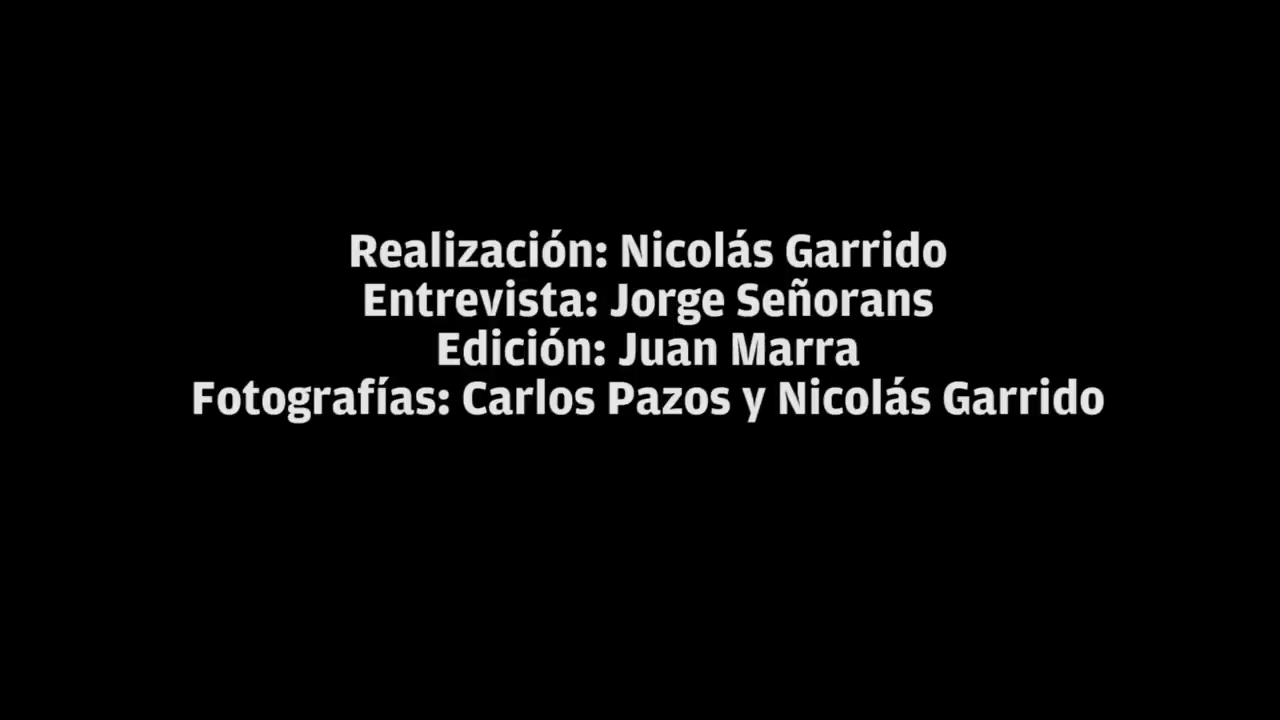 Realización: Nicolás Garrido
Entrevista: Jorge Señorans
Edición: Juan Marra
Fotografías: Carlos Pazos y Nicolás Garrido